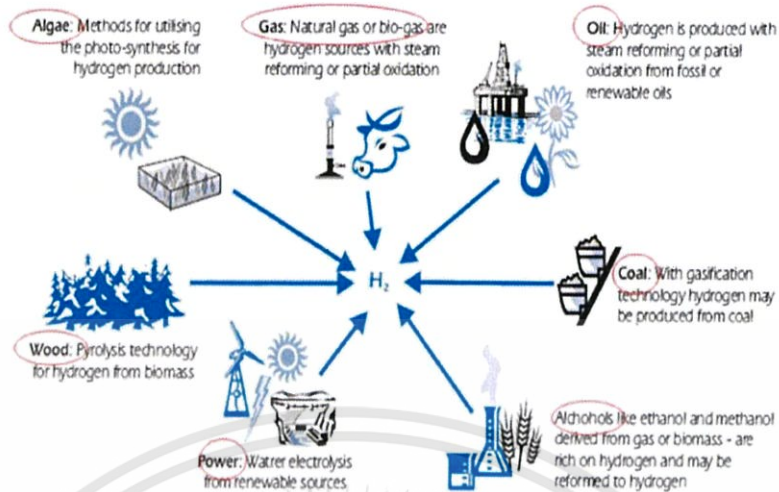 Algae: Methods for utilising
the photo-synthesis for
hydrogen production
Gas: Natural gas or bio-gas are
hydrogen sources with steam
reforming or partial oxidation
Oil: Hydrogen is produced with
steam reforming or partial
oxidation from fossil or
renewable oils
H₂
Coal: With gasification
technology hydrogen may
be produced from coal
Wood: Pyrolysis technology
for hydrogen from biomass
Power: Watrer electrolysis
from renewable sources
Alchohols like ethanol and methanol
derived from gas or biomass - are
rich on hydrogen and may be
reformed to hydrogen